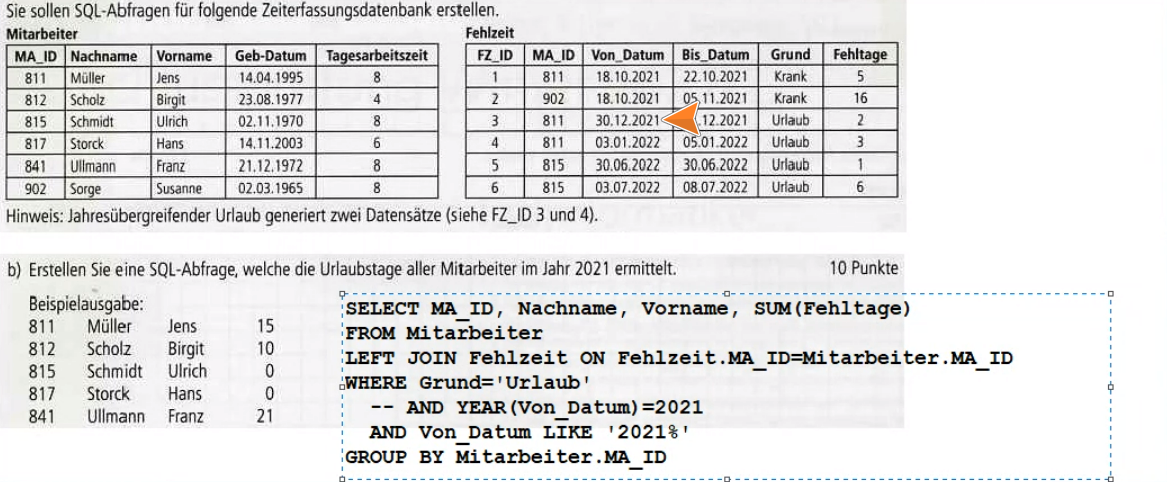 Sie sollen SQL-Abfragen für folgende Zeiterfassungsdatenbank erstellen.
Mitarbeiter
MA_ID Nachname Vorname Geb-Datum Tagesarbeitszeit
811 Müller Jens 14.04.1995 8
812 Scholz Birgit 23.08.1977 4
815 Schmidt Ulrich 02.11.1970 8
817 Storck Hans 14.11.2003 6
841 Ullmann Franz 21.12.1972 8
902 Sorge Susanne 02.03.1965 8
Fehlzeit
FZ_ID MA_ID Von_Datum Bis_Datum Grund Fehltage
1 811 18.10.2021 22.10.2021 Krank 5
2 902 18.10.2021 05.11.2021 Krank 16
3 811 30.12.2021 .12.2021 Urlaub 2
4 811 03.01.2022 05.01.2022 Urlaub 3
5 815 30.06.2022 30.06.2022 Urlaub 1
6 815 03.07.2022 08.07.2022 Urlaub 6
Hinweis: Jahresübergreifender Urlaub generiert zwei Datensätze (siehe FZ_ID 3 und 4).
b) Erstellen Sie eine SQL-Abfrage, welche die Urlaubstage aller Mitarbeiter im Jahr 2021 ermittelt. 10 Punkte
Beispielausgabe:
811 Müller Jens 15
812 Scholz Birgit 10
815 Schmidt Ulrich 0
817 Storck Hans 0
841 Ullmann Franz 21
SELECT MA_ID, Nachname, Vorname, SUM(Fehltage)
FROM Mitarbeiter
LEFT JOIN Fehlzeit ON Fehlzeit.MA_ID=Mitarbeiter.MA_ID
WHERE Grund='Urlaub'
-- AND YEAR(Von_Datum)=2021
AND Von_Datum LIKE '2021%'
GROUP BY Mitarbeiter.MA_ID